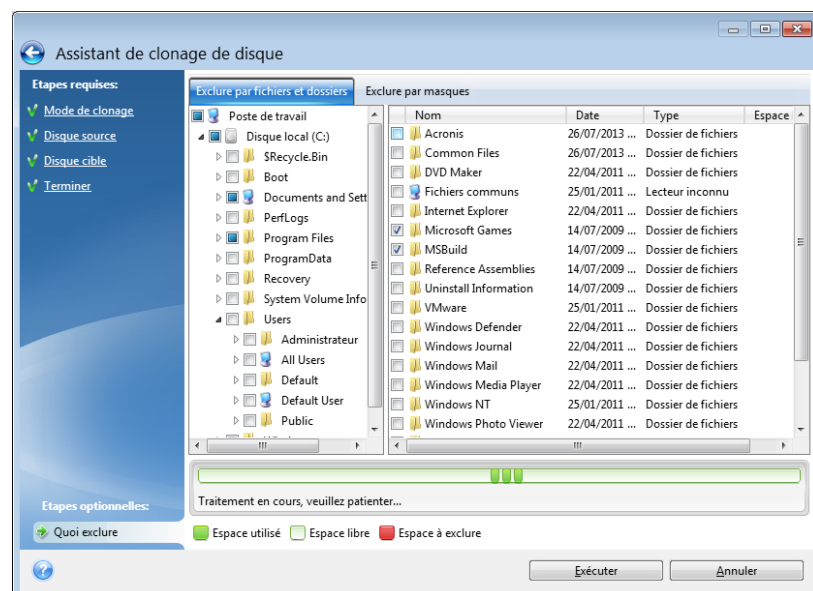 Assistant de clonage de disque
Etapes requises:
Mode de clonage
Disque source
Disque cible
Terminer
Etapes optionnelles:
Quoi exclure
Exclure par fichiers et dossiers
Exclure par masques
Poste de travail
Disque local (C:)
$Recycle.Bin
Boot
Documents and Sett
PerfLogs
Program Files
ProgramData
Recovery
System Volume Info
Users
Administrateur
All Users
Default
Default User
Public
Nom Date Type Espace
Acronis 26/07/2013 ... Dossier de fichiers
Common Files 26/07/2013 ... Dossier de fichiers
DVD Maker 22/04/2011 ... Dossier de fichiers
Fichiers communs 25/01/2011 ... Lecteur inconnu
Internet Explorer 22/04/2011 ... Dossier de fichiers
Microsoft Games 14/07/2009 ... Dossier de fichiers
MSBuild 14/07/2009 ... Dossier de fichiers
Reference Assemblies 14/07/2009 ... Dossier de fichiers
Uninstall Information 14/07/2009 ... Dossier de fichiers
VMware 25/01/2011 ... Dossier de fichiers
Windows Defender 22/04/2011 ... Dossier de fichiers
Windows Journal 22/04/2011 ... Dossier de fichiers
Windows Mail 22/04/2011 ... Dossier de fichiers
Windows Media Player 22/04/2011 ... Dossier de fichiers
Windows NT 25/01/2011 ... Dossier de fichiers
Windows Photo Viewer 22/04/2011 ... Dossier de fichiers
Traitement en cours, veuillez patienter...
Espace utilisé Espace libre Espace à exclure
Exécuter Annuler